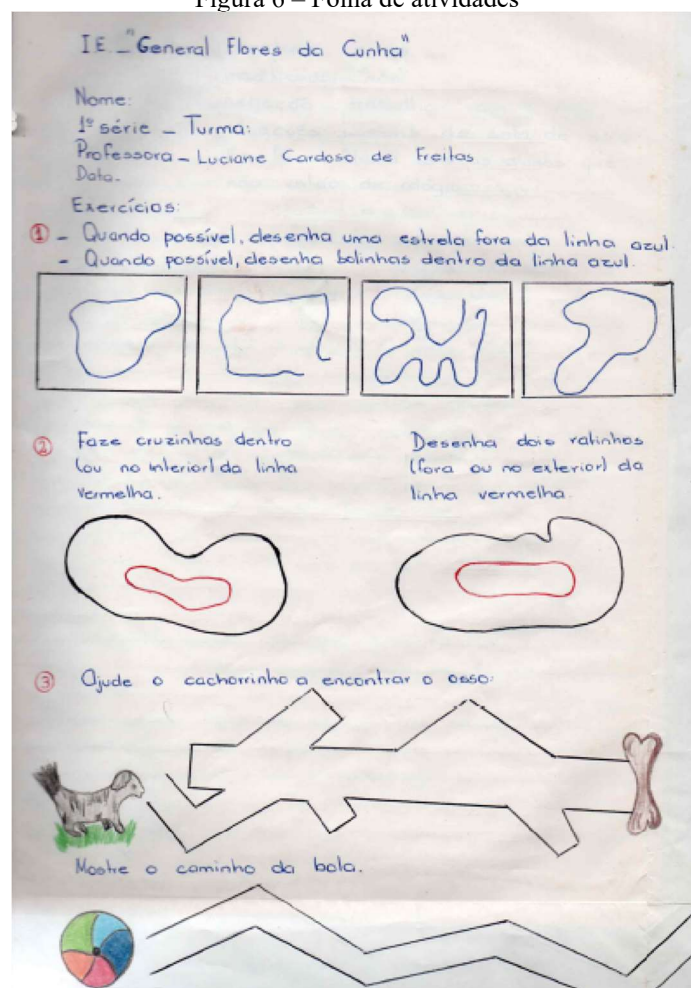 Figura 6 – Folha de atividades
IE - "General Flores da Cunha"
Nome:
1ª série - Turma:
Professora - Luciane Cardoso de Freitas
Data.
Exercícios:
① - Quando possível, desenha uma estrela fora da linha azul.
- Quando possível, desenha bolinhas dentro da linha azul.
② Faze cruzinhas dentro
(ou no interior) da linha
vermelha.
Desenha dois ratinhos
(fora ou no exterior) da
linha vermelha.
③ Ajude o cachorrinho a encontrar o osso:
Mostre o caminho da bola.